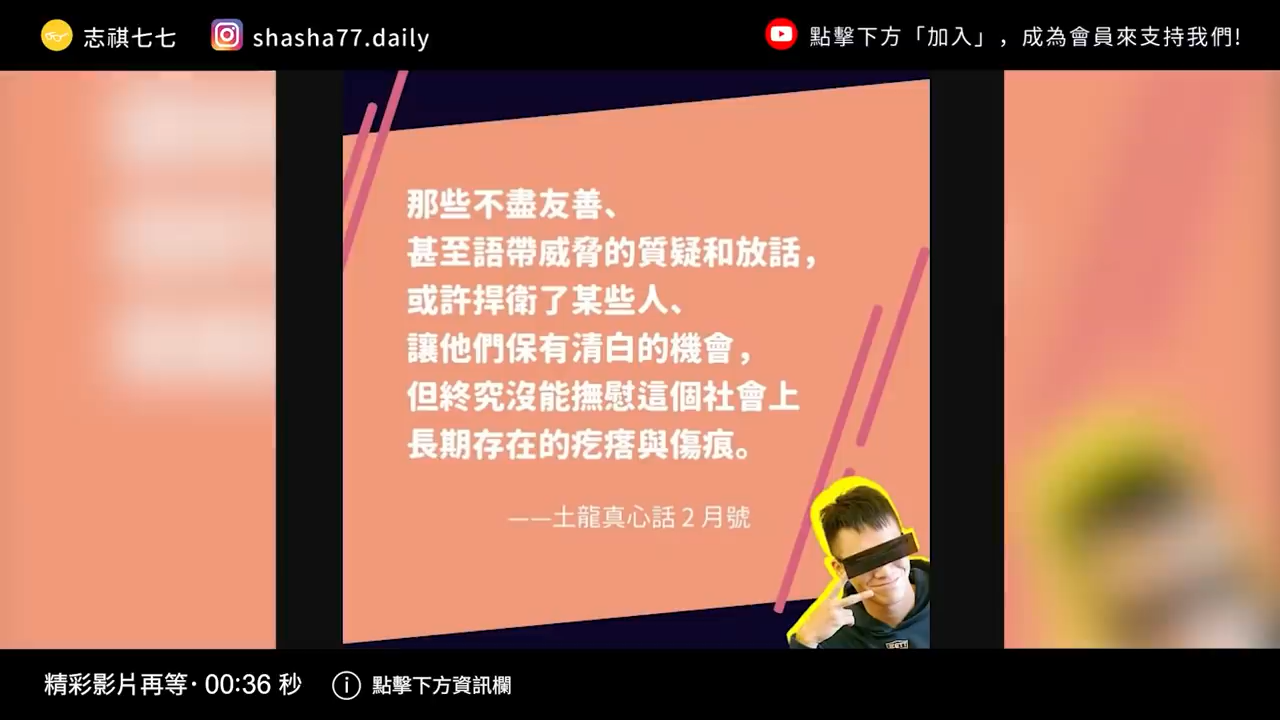 志祺七七
shasha77.daily
點擊下方「加入」，成為會員來支持我們!
那些不盡友善、
甚至語帶威脅的質疑和放話，
或許捍衛了某些人、
讓他們保有清白的機會，
但終究沒能撫慰這個社會上
長期存在的疙瘩與傷痕。
——土龍真心話 2 月號
精彩影片再等· 00:36 秒
點擊下方資訊欄